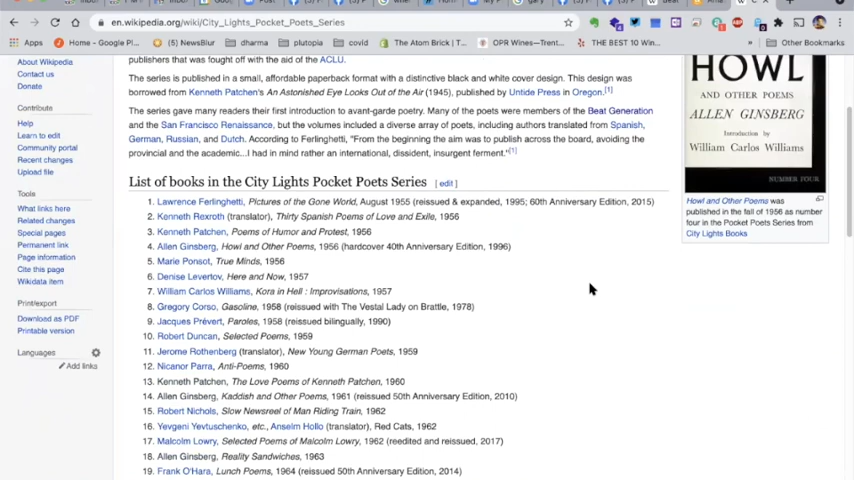 en.wikipedia.org/wiki/City_Lights_Pocket_Poets_Series
Apps
Home - Google G...
(17) NewsBlur
dharma
plutopia
covid
The Atom Brick | T...
OPR Wines—Trent...
THE BEST 10 Win...
Other Bookmarks
About Wikipedia
Contact us
Donate
Contribute
Help
Learn to edit
Community portal
Recent changes
Upload file
Tools
What links here
Related changes
Special pages
Permanent link
Page information
Cite this page
Wikidata item
Print/export
Download as PDF
Printable version
Languages
Add links
publishers that was fought off with the aid of the ACLU.
The series is published in a small, affordable paperback format with a distinctive black and white cover design. This design was
borrowed from Kenneth Patchen's An Astonished Eye Looks Out of the Air (1945), published by Untide Press in Oregon.[1]
The series gave many readers their first introduction to avant-garde poetry. Many of the poets were members of the Beat Generation
and the San Francisco Renaissance, but the volumes included a diverse array of poets, including authors translated from Spanish,
German, Russian, and Dutch. According to Ferlinghetti, "From the beginning the aim was to publish across the board, avoiding the
provincial and the academic...I had in mind rather an international, dissident, insurgent ferment."[1]
List of books in the City Lights Pocket Poets Series [ edit ]
1. Lawrence Ferlinghetti, Pictures of the Gone World, August 1955 (reissued & expanded, 1995; 60th Anniversary Edition, 2015)
2. Kenneth Rexroth (translator), Thirty Spanish Poems of Love and Exile, 1956
3. Kenneth Patchen, Poems of Humor and Protest, 1956
4. Allen Ginsberg, Howl and Other Poems, 1956 (hardcover 40th Anniversary Edition, 1996)
5. Marie Ponsot, True Minds, 1956
6. Denise Levertov, Here and Now, 1957
7. William Carlos Williams, Kora in Hell : Improvisations, 1957
8. Gregory Corso, Gasoline, 1958 (reissued with The Vestal Lady on Brattle, 1978)
9. Jacques Prévert, Paroles, 1958 (reissued bilingually, 1990)
10. Robert Duncan, Selected Poems, 1959
11. Jerome Rothenberg (translator), New Young German Poets, 1959
12. Nicanor Parra, Anti-Poems, 1960
13. Kenneth Patchen, The Love Poems of Kenneth Patchen, 1960
14. Allen Ginsberg, Kaddish and Other Poems, 1961 (reissued 50th Anniversary Edition, 2010)
15. Robert Nichols, Slow Newsreel of Man Riding Train, 1962
16. Yevgeni Yevtuschenko, etc., Anselm Hollo (translator), Red Cats, 1962
17. Malcolm Lowry, Selected Poems of Malcolm Lowry, 1962 (reedited and reissued, 2017)
18. Allen Ginsberg, Reality Sandwiches, 1963
19. Frank O'Hara, Lunch Poems, 1964 (reissued 50th Anniversary Edition, 2014)
HOWL
AND OTHER POEMS
ALLEN GINSBERG
Introduction by
William Carlos Williams
NUMBER FOUR
Howl and Other Poems was
published in the fall of 1956 as number
four in the Pocket Poets Series from
City Lights Books